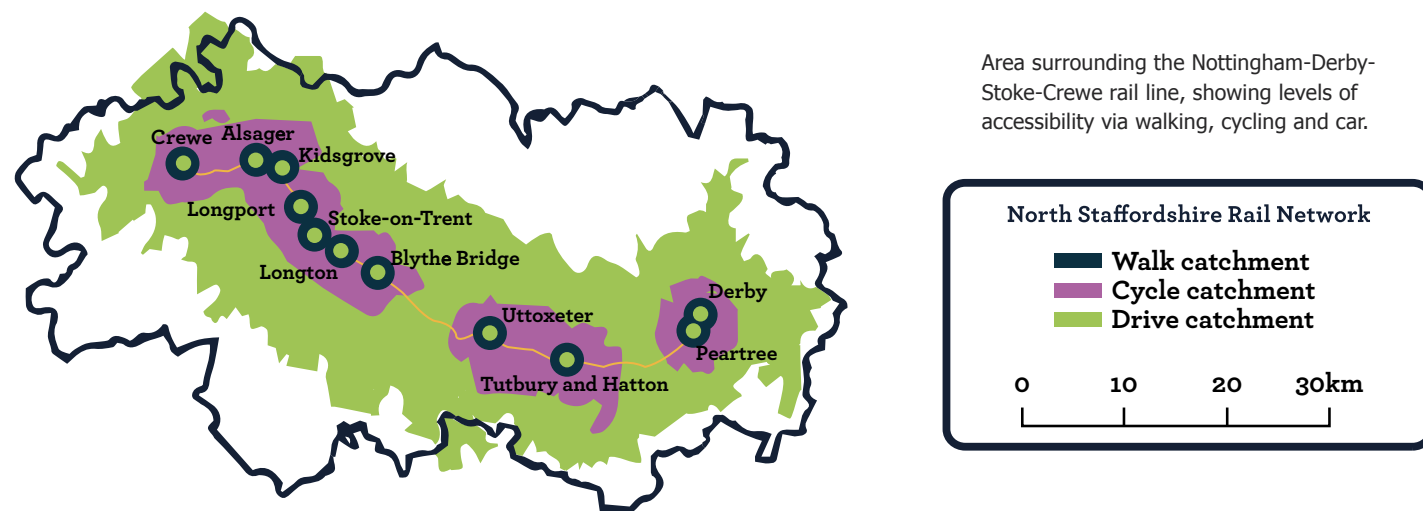 Area surrounding the Nottingham-Derby-
Stoke-Crewe rail line, showing levels of
accessibility via walking, cycling and car.
Crewe
Alsager
Kidsgrove
Longport
Stoke-on-Trent
Longton
Blythe Bridge
Uttoxeter
Tutbury and Hatton
Derby
Peartree
North Staffordshire Rail Network
Walk catchment
Cycle catchment
Drive catchment
0 10 20 30km